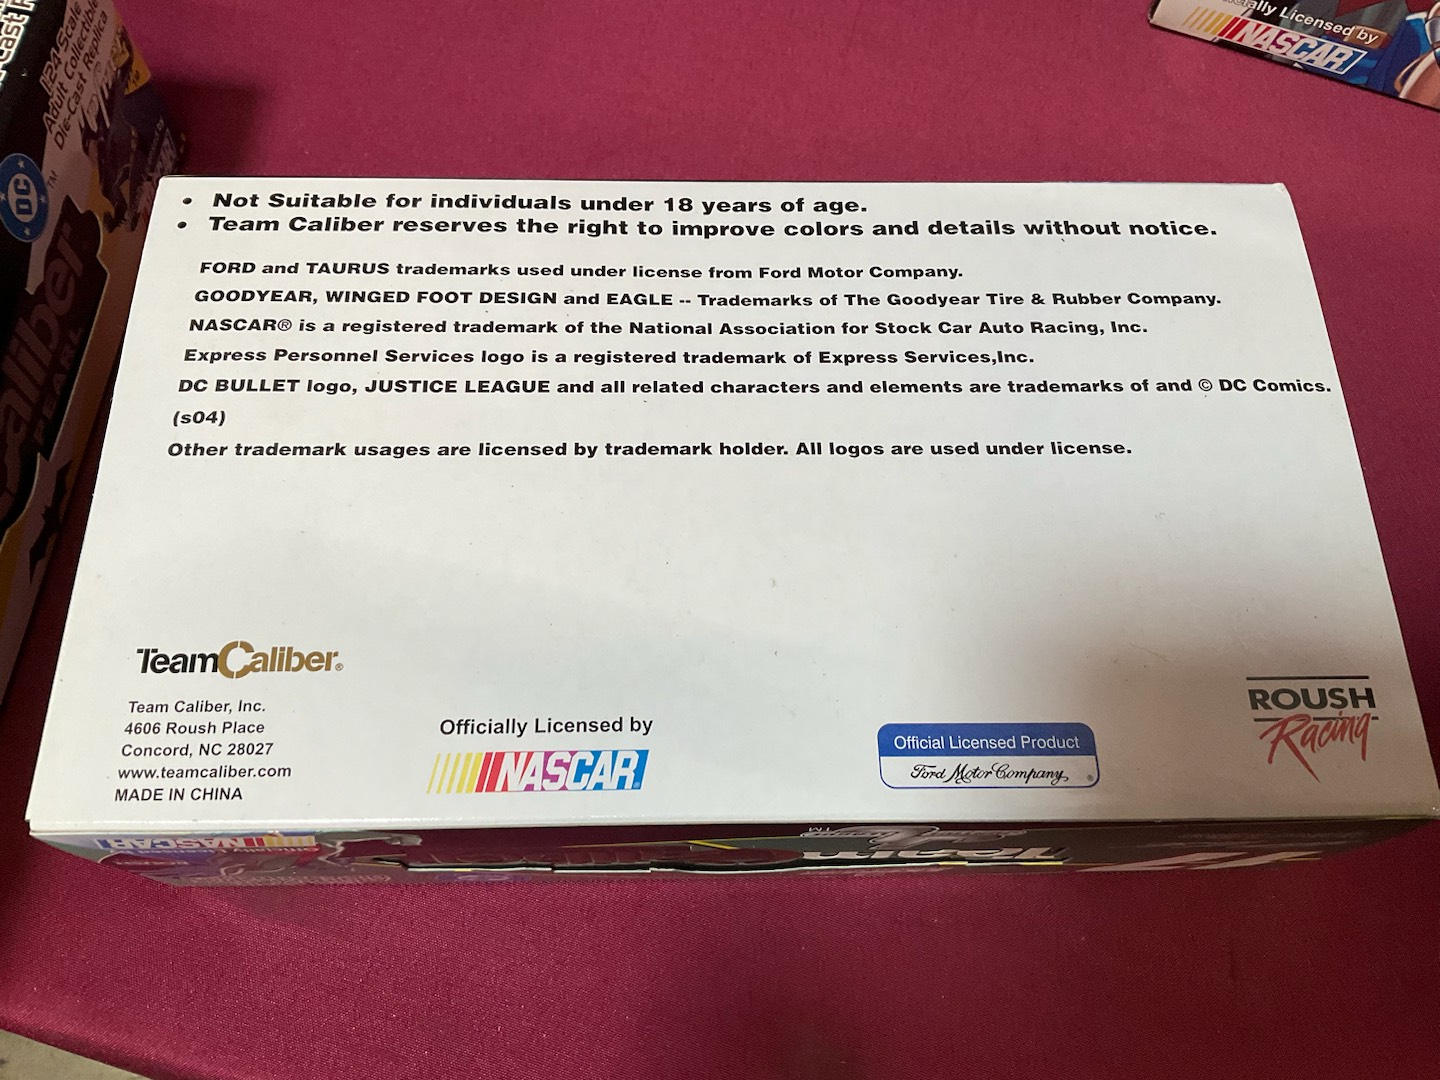 1:24 Scale
Adult Collectible
Die-Cast Replica
DC™
Caliber
PEARL
Officially Licensed by
NASCAR
• Not Suitable for individuals under 18 years of age.
• Team Caliber reserves the right to improve colors and details without notice.
FORD and TAURUS trademarks used under license from Ford Motor Company.
GOODYEAR, WINGED FOOT DESIGN and EAGLE -- Trademarks of The Goodyear Tire & Rubber Company.
NASCAR® is a registered trademark of the National Association for Stock Car Auto Racing, Inc.
Express Personnel Services logo is a registered trademark of Express Services,Inc.
DC BULLET logo, JUSTICE LEAGUE and all related characters and elements are trademarks of and © DC Comics.
(s04)
Other trademark usages are licensed by trademark holder. All logos are used under license.
TeamCaliber®
Team Caliber, Inc.
4606 Roush Place
Concord, NC 28027
www.teamcaliber.com
MADE IN CHINA
Officially Licensed by
NASCAR
Official Licensed Product
Ford Motor Company®
ROUSH
Racing
NASCAR